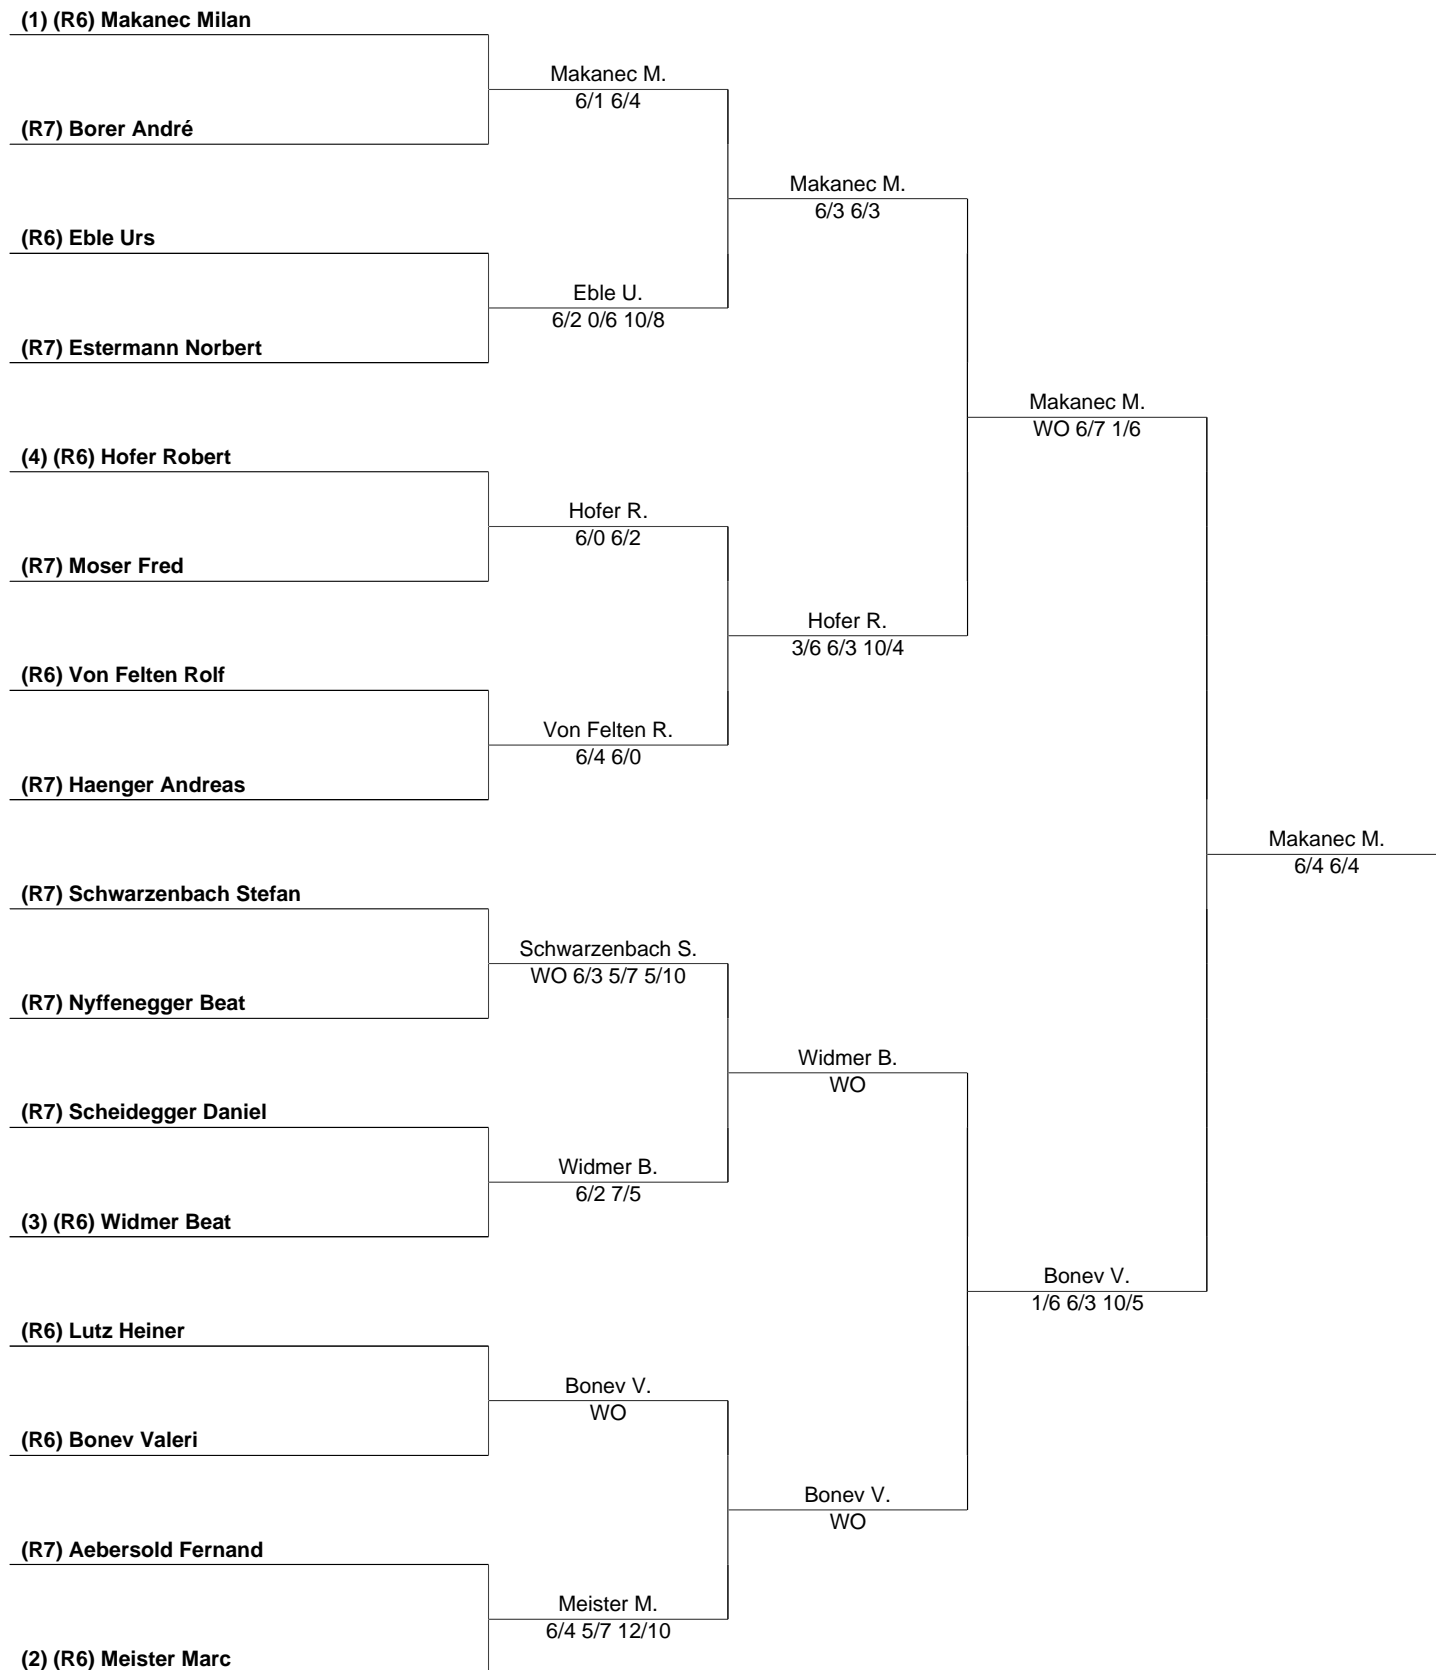 (1) (R6) Makanec Milan
Makanec M.
6/1 6/4
(R7) Borer André
Makanec M.
6/3 6/3
(R6) Eble Urs
Eble U.
6/2 0/6 10/8
(R7) Estermann Norbert
Makanec M.
WO 6/7 1/6
(4) (R6) Hofer Robert
Hofer R.
6/0 6/2
(R7) Moser Fred
Hofer R.
3/6 6/3 10/4
(R6) Von Felten Rolf
Von Felten R.
6/4 6/0
(R7) Haenger Andreas
Makanec M.
6/4 6/4
(R7) Schwarzenbach Stefan
Schwarzenbach S.
WO 6/3 5/7 5/10
(R7) Nyffenegger Beat
Widmer B.
WO
(R7) Scheidegger Daniel
Widmer B.
6/2 7/5
(3) (R6) Widmer Beat
Bonev V.
1/6 6/3 10/5
(R6) Lutz Heiner
Bonev V.
WO
(R6) Bonev Valeri
Bonev V.
WO
(R7) Aebersold Fernand
Meister M.
6/4 5/7 12/10
(2) (R6) Meister Marc